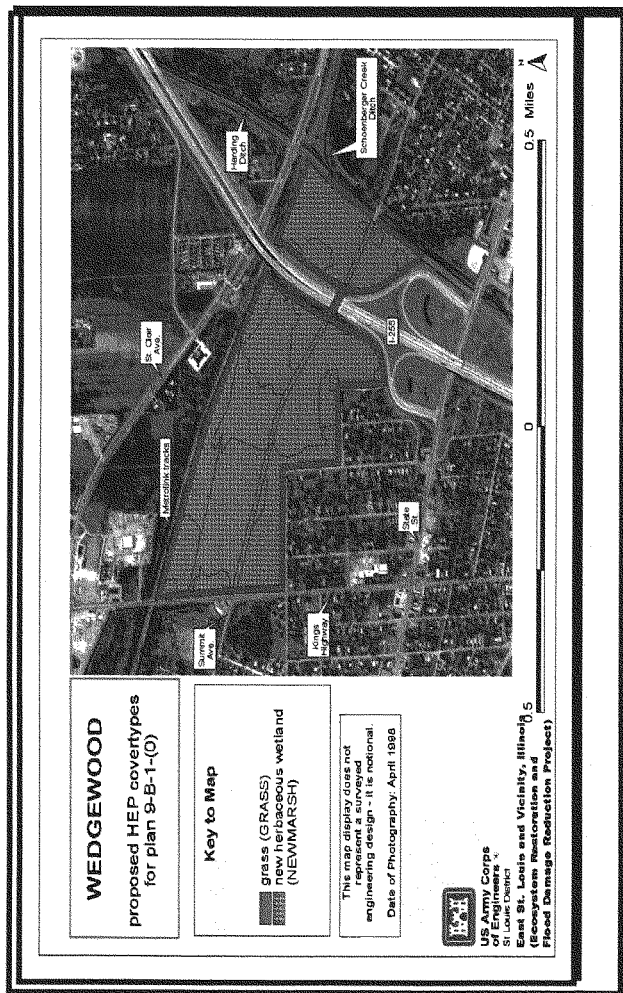 WEDGEWOOD
proposed HEP covertypes
for plan 9-B-1-(0)
Key to Map
grass (GRASS)
new herbaceous wetland
(NEWMARSH)
This map display does not
represent a surveyed
engineering design - it is notional.
Date of Photography: April 1998
US Army Corps
of Engineers
St Louis District
East St. Louis and Vicinity, Illinois
(Ecosystem Restoration and
Flood Damage Reduction Project)
Summit
Ave.
Metrolink tracks
St. Clair
Ave.
Harding
Ditch
Schoenberger Creek
Ditch
I-255
Kings
Highway
State
St
0.5
0
0.5 Miles
N